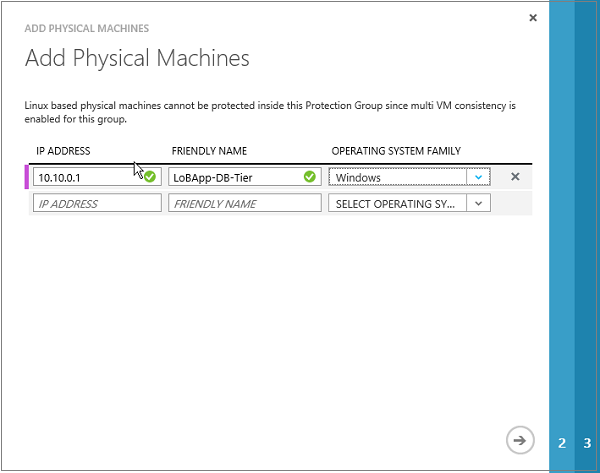 ADD PHYSICAL MACHINES
Add Physical Machines
Linux based physical machines cannot be protected inside this Protection Group since multi VM consistency is
enabled for this group.
IP ADDRESS FRIENDLY NAME OPERATING SYSTEM FAMILY
10.10.0.1 LoBApp-DB-Tier Windows
IP ADDRESS FRIENDLY NAME SELECT OPERATING SY...
2 3